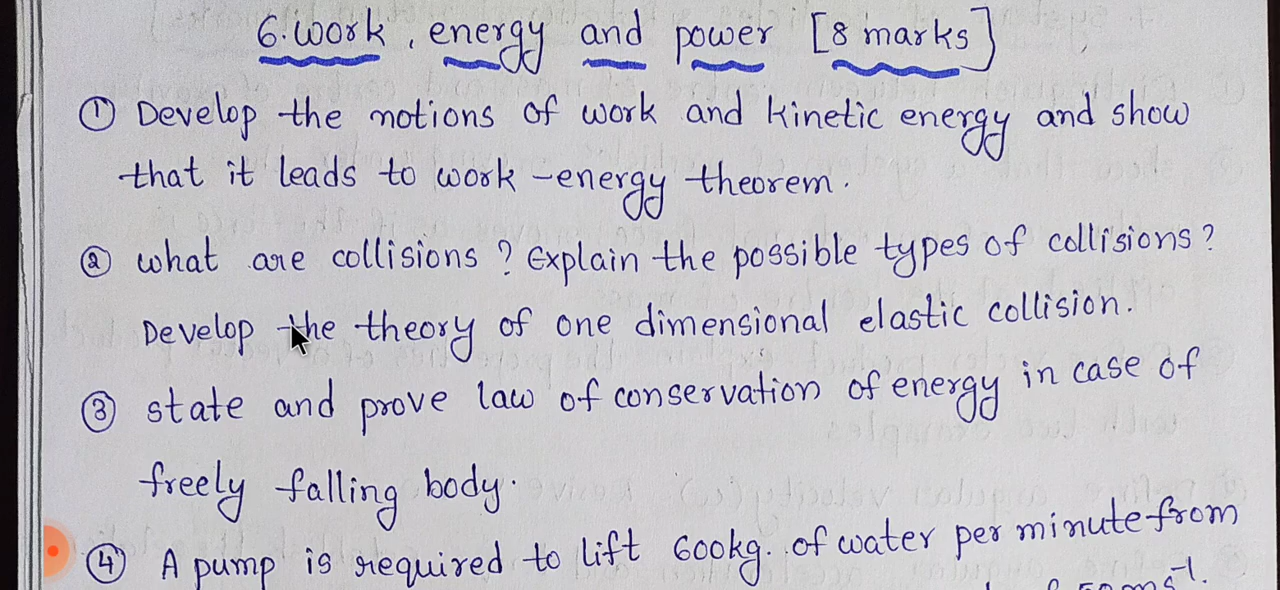 6. work, energy and power [8 marks]
① Develop the notions of work and kinetic energy and show
that it leads to work-energy theorem.
② what are collisions? Explain the possible types of collisions?
Develop the theory of one dimensional elastic collision.
③ state and prove law of conservation of energy in case of
freely falling body.
④ A pump is required to lift 600kg. of water per minute from